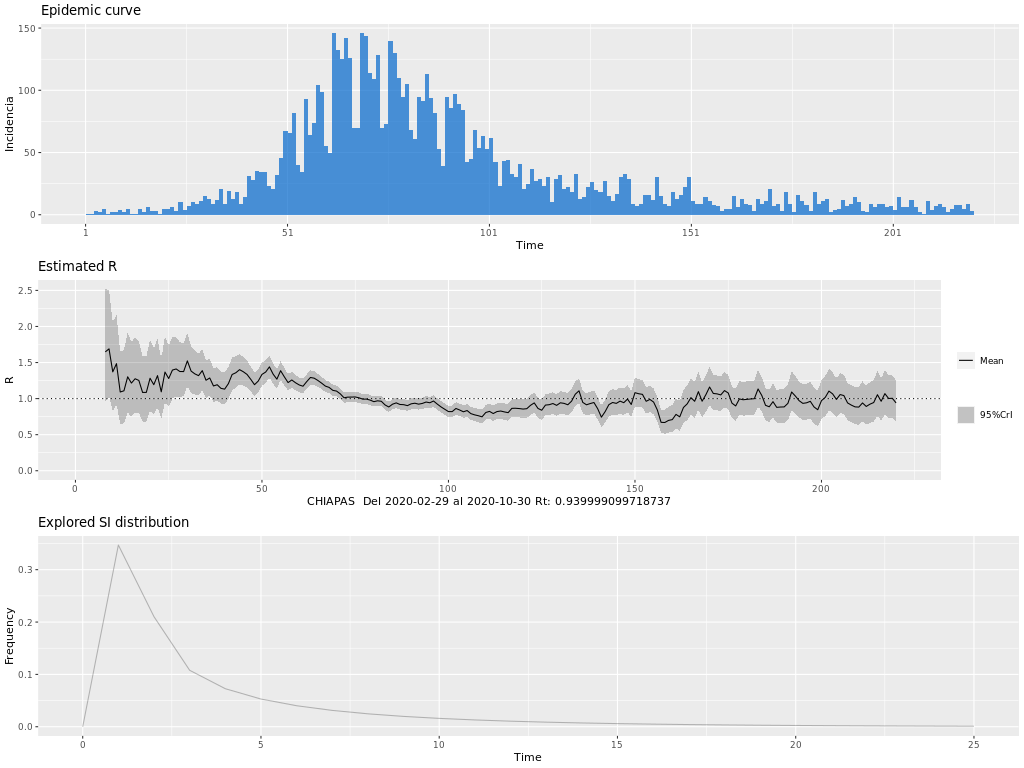 Epidemic curve
150
100
50
0
Incidencia
1 51 101 151 201
Time
Estimated R
2.5
2.0
1.5
1.0
0.5
0.0
R
Mean
95%CrI
0 50 100 150 200
CHIAPAS Del 2020-02-29 al 2020-10-30 Rt: 0.939999099718737
Explored SI distribution
0.3
0.2
0.1
0.0
Frequency
0 5 10 15 20 25
Time